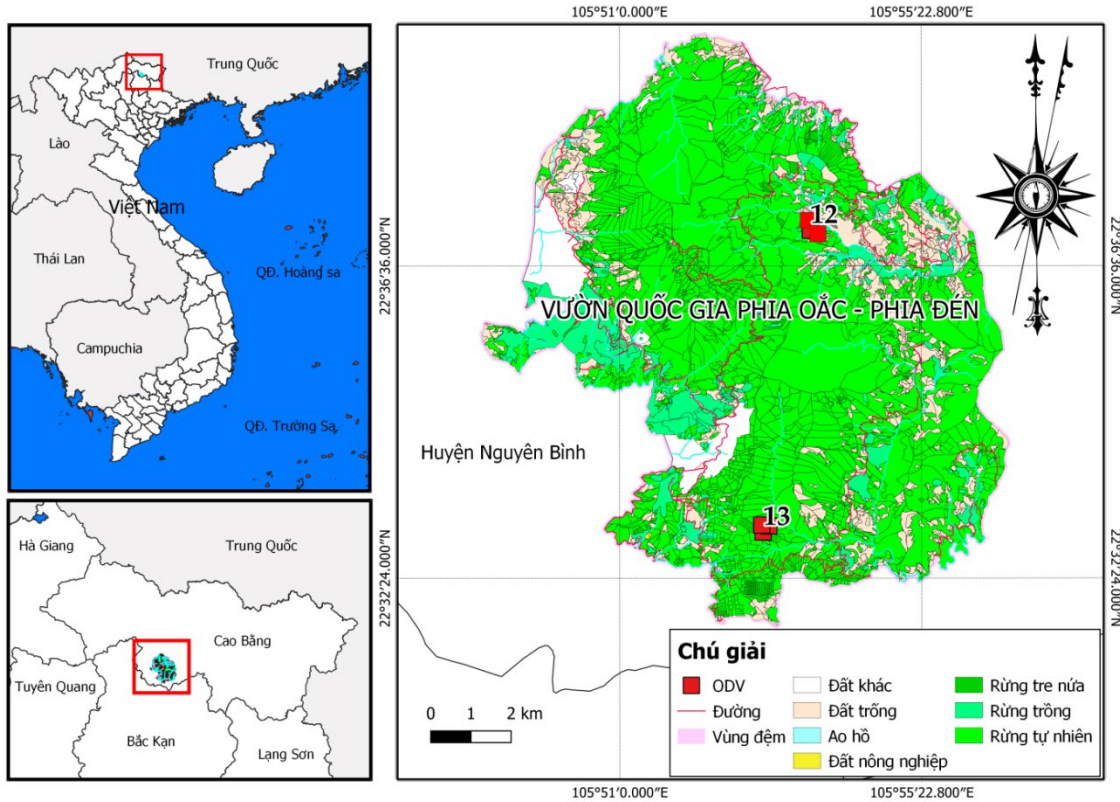 Trung Quốc
Lào
Việt Nam
Thái Lan
QĐ. Hoàng sa
Campuchia
QĐ. Trường Sa
Hà Giang
Trung Quốc
Cao Bằng
Tuyên Quang
Bắc Kạn
Lạng Sơn
105°51'0.000"E
105°55'22.800"E
22°36'36.000"N
22°36'36.000"N
12
VƯỜN QUỐC GIA PHIA OẮC - PHIA ĐÉN
Huyện Nguyên Bình
13
22°32'24.000"N
22°32'24.000"N
0 1 2 km
Chú giải
ODV
Đường
Vùng đệm
Đất khác
Đất trống
Ao hồ
Đất nông nghiệp
Rừng tre nứa
Rừng trồng
Rừng tự nhiên
105°51'0.000"E
105°55'22.800"E